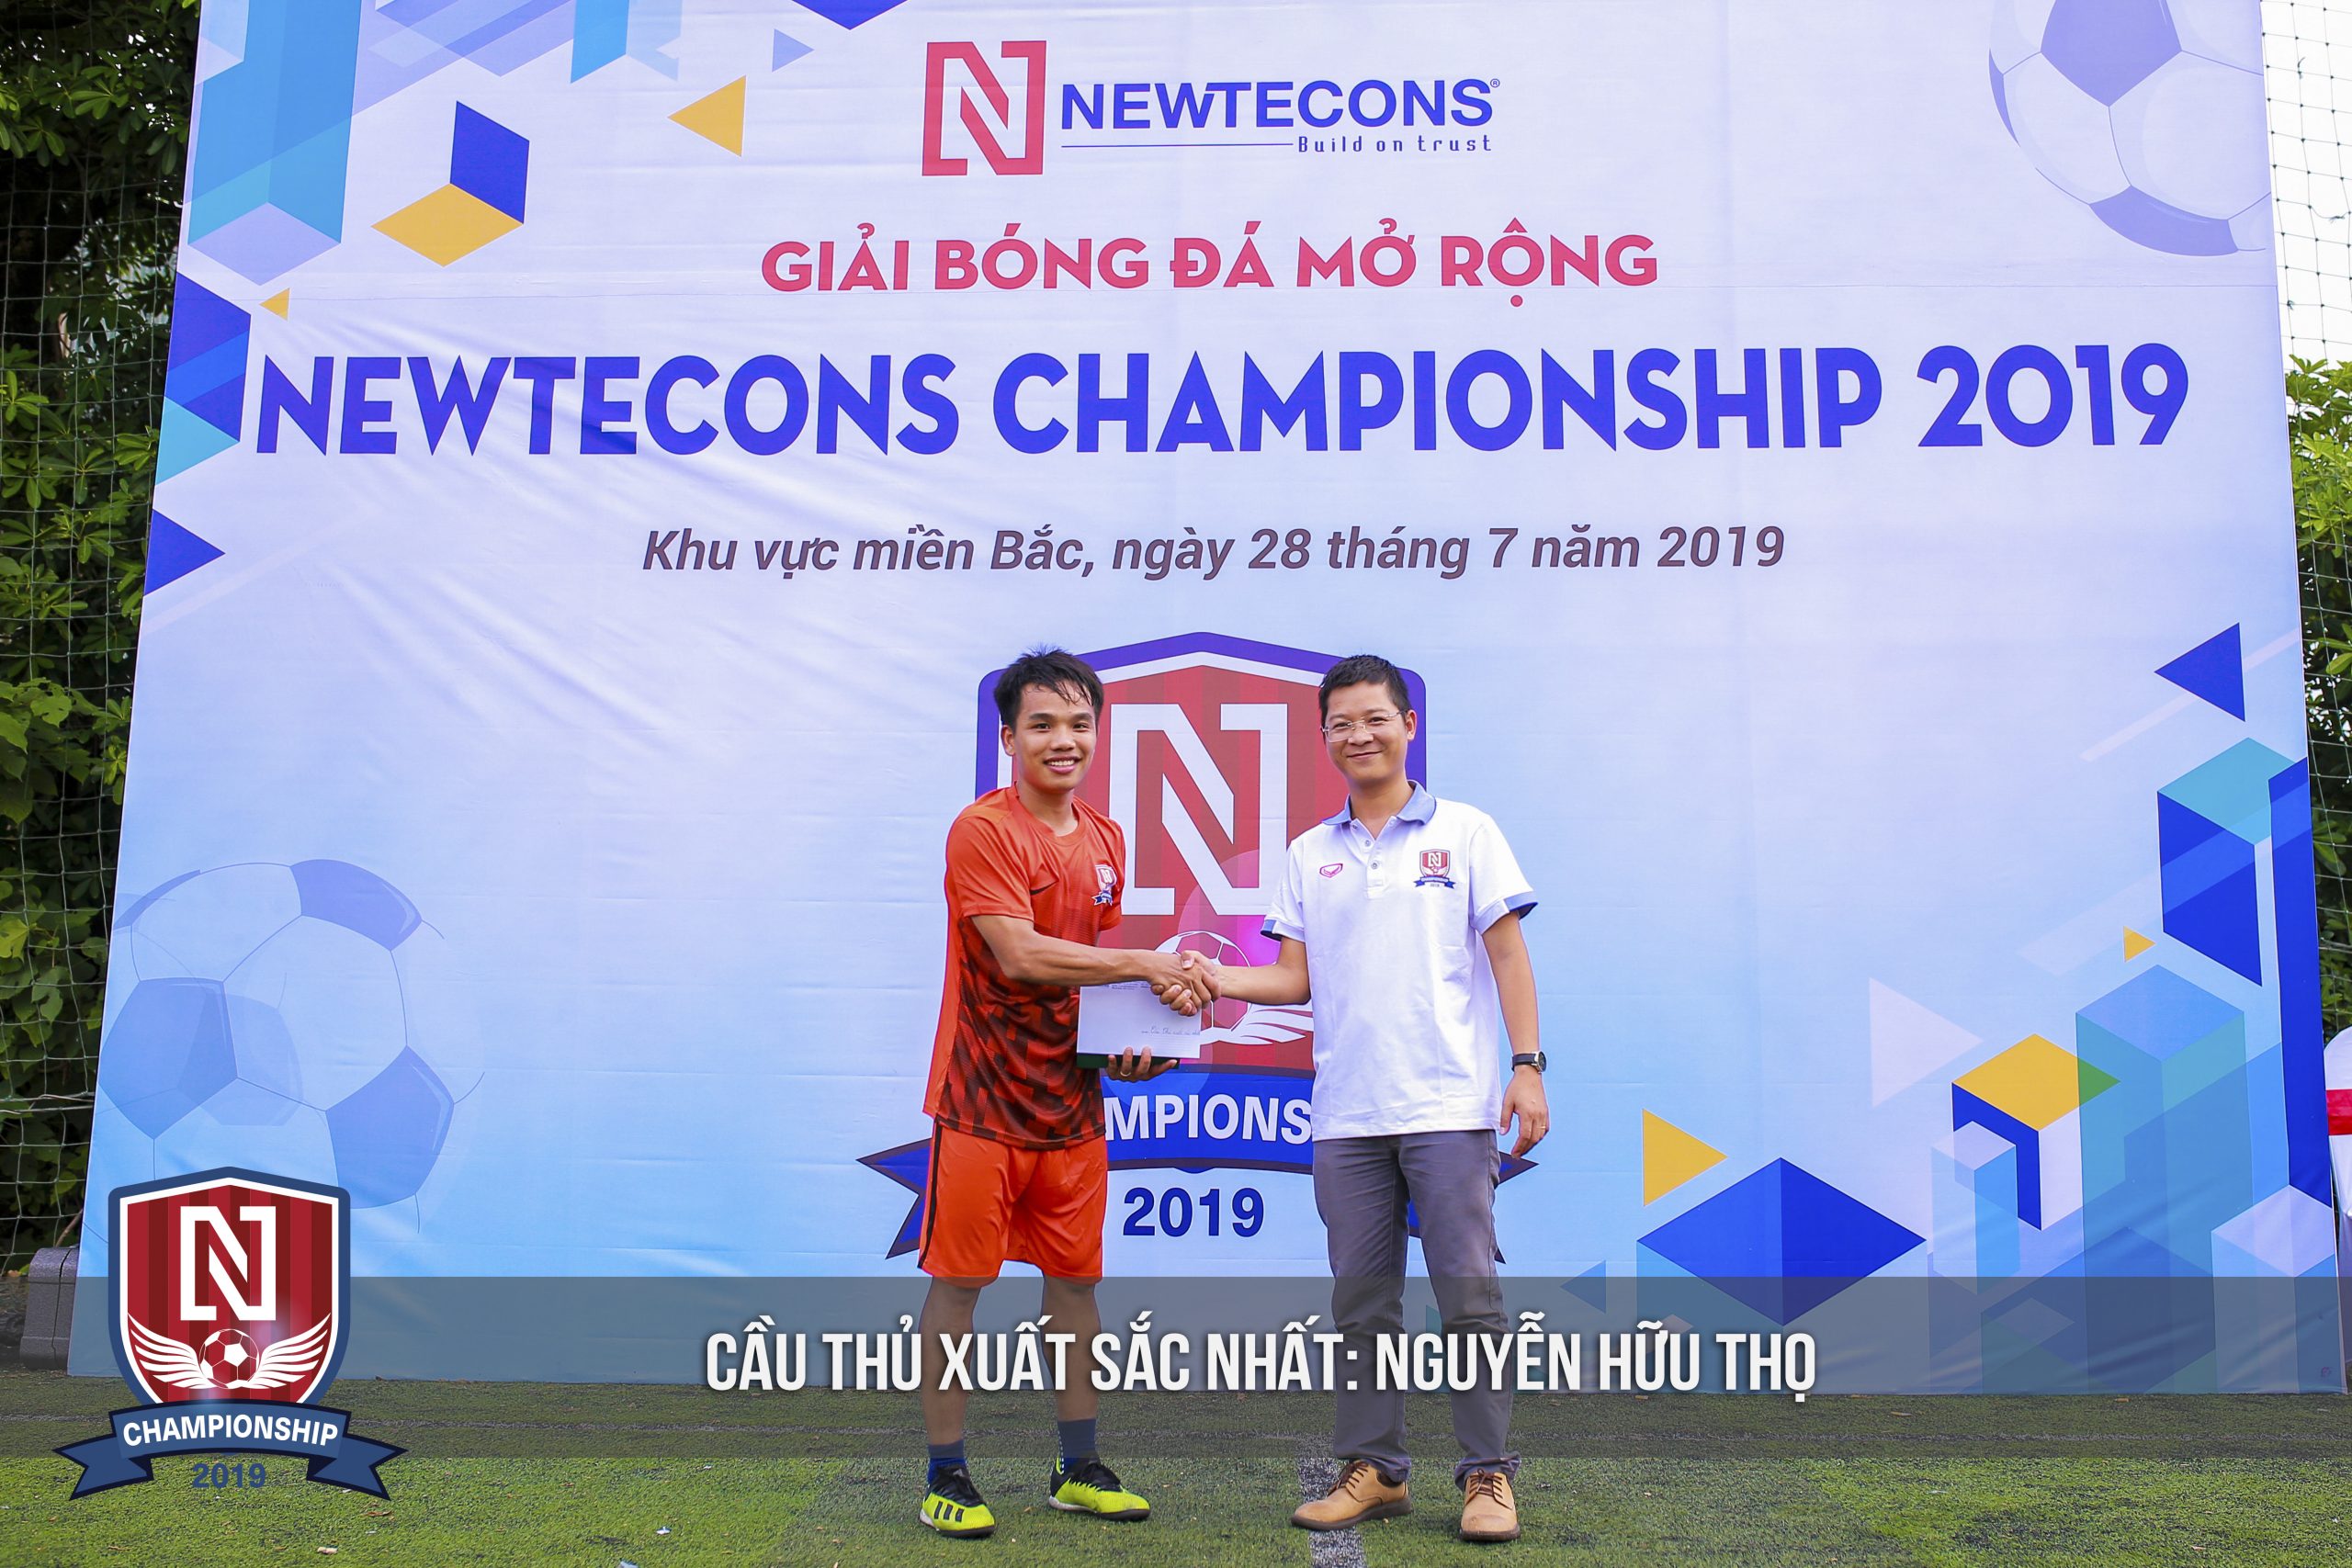 NEWTECONS®
Build on trust
GIẢI BÓNG ĐÁ MỞ RỘNG
NEWTECONS CHAMPIONSHIP 2019
Khu vực miền Bắc, ngày 28 tháng 7 năm 2019
N
N
MPIONS
2019
N
CẦU THỦ XUẤT SẮC NHẤT: NGUYỄN HỮU THỌ
CHAMPIONSHIP
2019